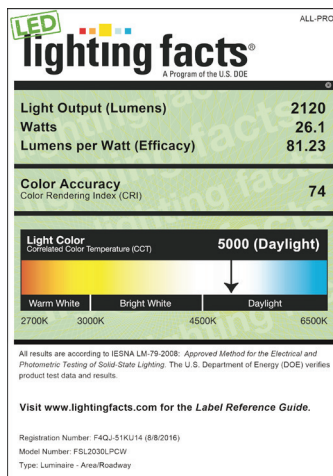 ALL-PRO
LED
lighting facts®
A Program of the U.S. DOE
Light Output (Lumens) 2120
Watts 26.1
Lumens per Watt (Efficacy) 81.23
Color Accuracy
Color Rendering Index (CRI) 74
Light Color
Correlated Color Temperature (CCT) 5000 (Daylight)
Warm White Bright White Daylight
2700K 3000K 4500K 6500K
All results are according to IESNA LM-79-2008: Approved Method for the Electrical and
Photometric Testing of Solid-State Lighting. The U.S. Department of Energy (DOE) verifies
product test data and results.
Visit www.lightingfacts.com for the Label Reference Guide.
Registration Number: F4QJ-51KU14 (8/8/2016)
Model Number: FSL2030LPCW
Type: Luminaire - Area/Roadway